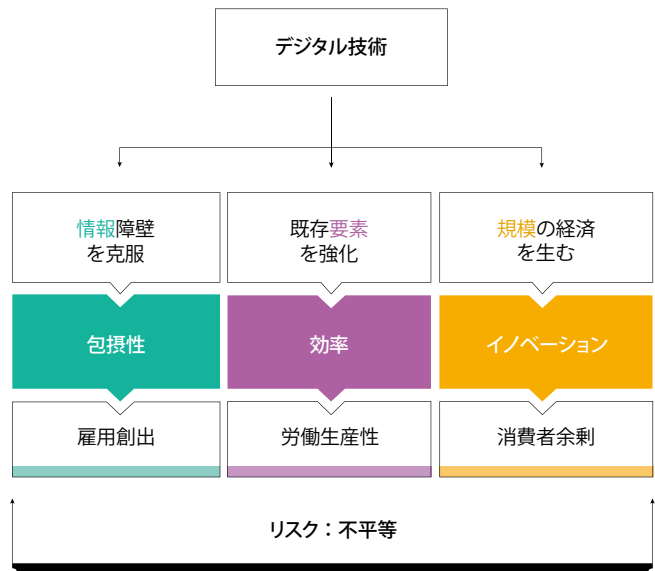 デジタル技術
情報障壁
を克服
既存要素
を強化
規模の経済
を生む
包摂性
効率
イノベーション
雇用創出
労働生産性
消費者余剰
リスク：不平等